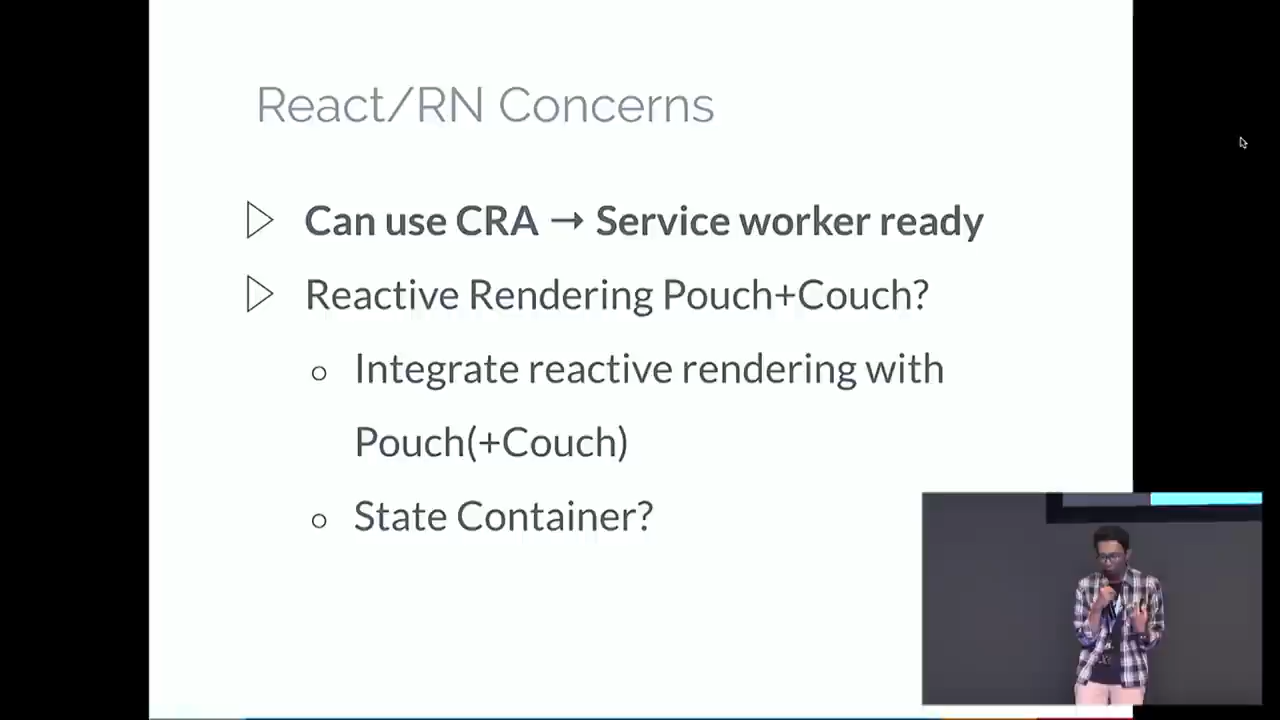 React/RN Concerns
Can use CRA → Service worker ready
Reactive Rendering Pouch+Couch?
Integrate reactive rendering with
Pouch(+Couch)
State Container?